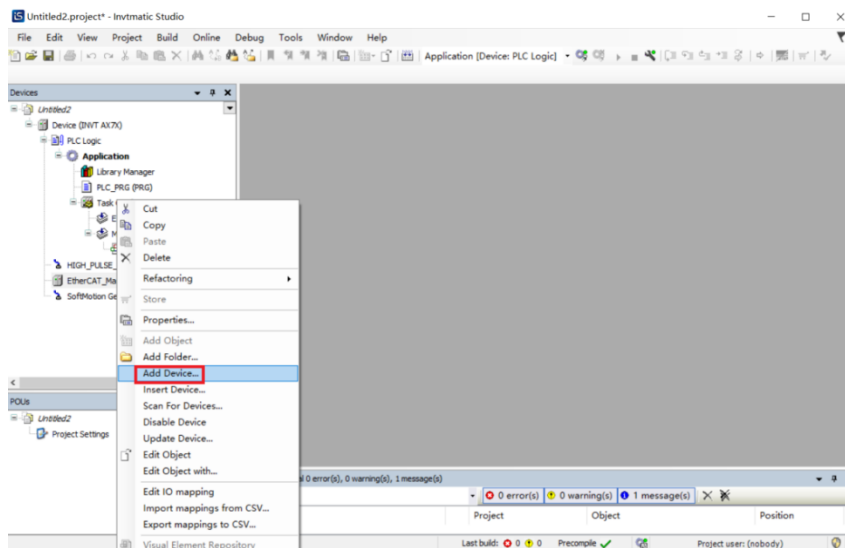 Untitled2.project* - Invtmatic Studio
File Edit View Project Build Online Debug Tools Window Help
Application [Device: PLC Logic]
Devices
Untitled2
Device (INVT AX7X)
PLC Logic
Application
Library Manager
PLC_PRG (PRG)
Task
HIGH_PULSE_
EtherCAT_Ma
SoftMotion Ge
Cut
Copy
Paste
Delete
Refactoring
Store
Properties...
Add Object
Add Folder...
Add Device...
Insert Device...
Scan For Devices...
Disable Device
Update Device...
Edit Object
Edit Object with...
Edit IO mapping
Import mappings from CSV...
Export mappings to CSV...
Visual Element Repository
POUs
Untitled2
Project Settings
0 error(s), 0 warning(s), 1 message(s)
0 error(s) 0 warning(s) 1 message(s)
Project Object Position
Last build: 0 0 Precompile Project user: (nobody)